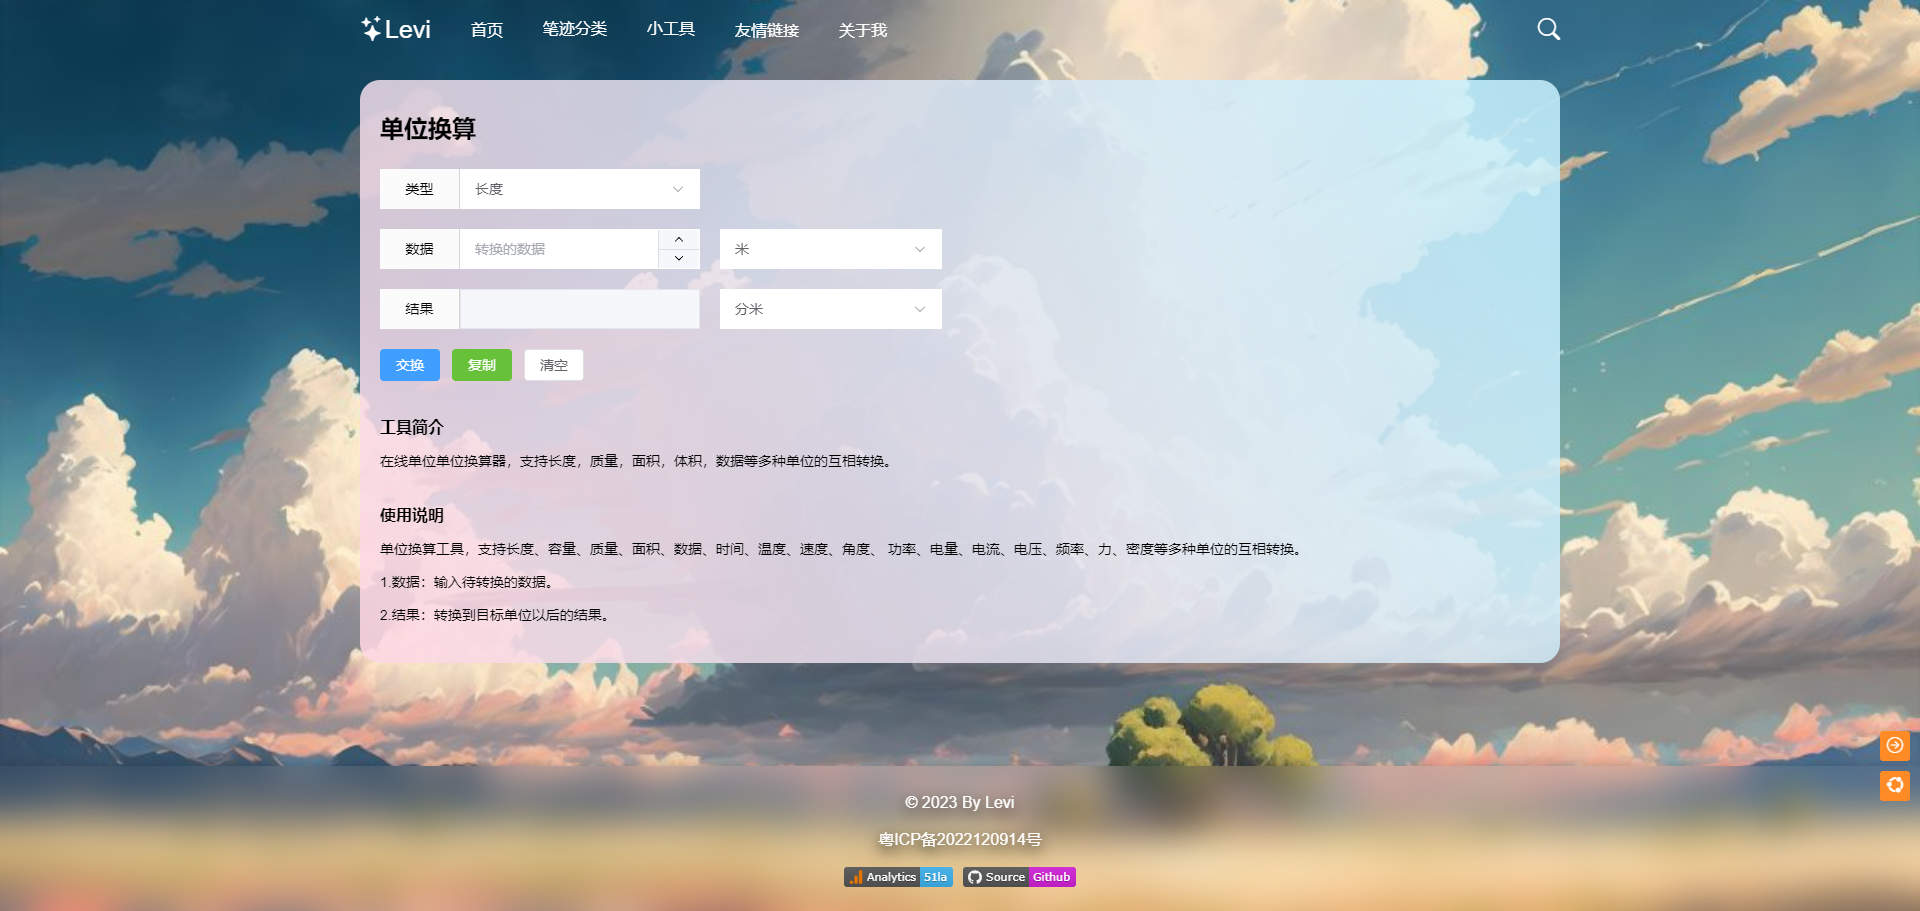 Levi 首页 笔迹分类 小工具 友情链接 关于我
单位换算
类型 长度
数据 转换的数据 米
结果 分米
交换 复制 清空
工具简介
在线单位单位换算器，支持长度，质量，面积，体积，数据等多种单位的互相转换。
使用说明
单位换算工具，支持长度、容量、质量、面积、数据、时间、温度、速度、角度、 功率、电量、电流、电压、频率、力、密度等多种单位的互相转换。
1.数据：输入待转换的数据。
2.结果：转换到目标单位以后的结果。
© 2023 By Levi
粤ICP备2022120914号
Analytics 51la Source Github